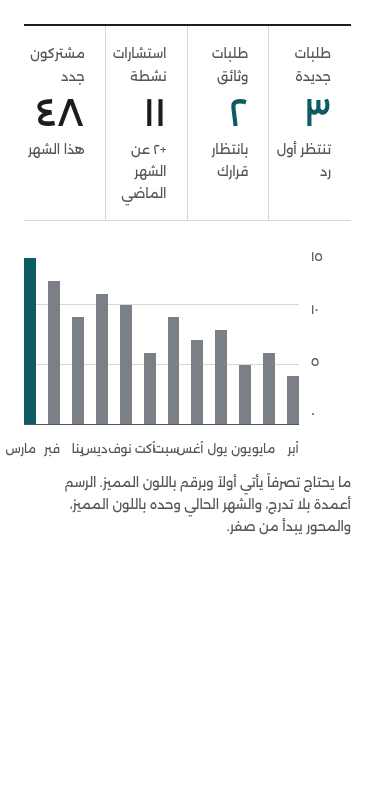 طلبات
جديدة
٣
تنتظر أول
رد
طلبات
وثائق
٢
بانتظار
قرارك
استشارات
نشطة
١١
+٢ عن
الشهر
الماضي
مشتركون
جدد
٤٨
هذا الشهر
١٥
١٠
٥
٠
أبر مايو يون يول أغس سبت أكت نوف ديس ينا فبر مارس
ما يحتاج تصرفاً يأتي أولاً وبرقم باللون المميز. الرسم
أعمدة بلا تدرج، والشهر الحالي وحده باللون المميز،
والمحور يبدأ من صفر.